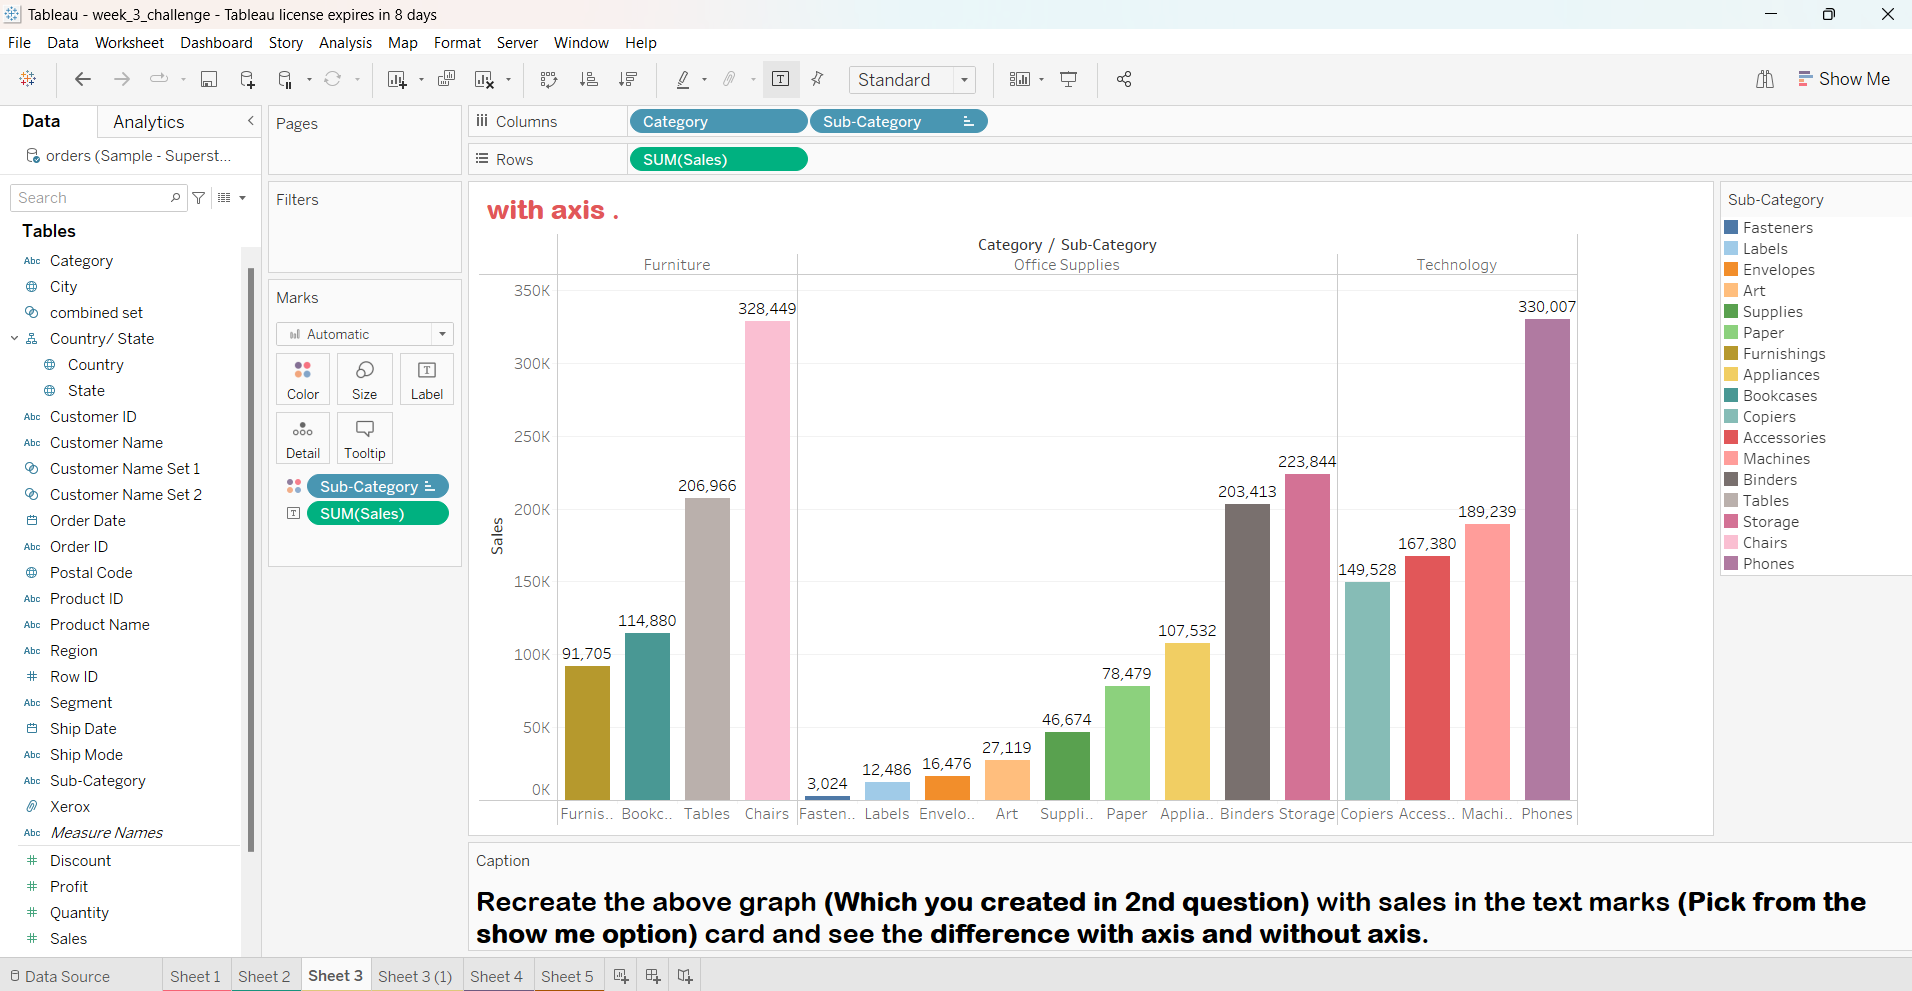 Tableau - week_3_challenge - Tableau license expires in 8 days
File Data Worksheet Dashboard Story Analysis Map Format Server Window Help
Standard
Show Me
Data Analytics
orders (Sample - Superst...
Search
Tables
Abc Category
City
combined set
Country/ State
Country
State
Abc Customer ID
Abc Customer Name
Customer Name Set 1
Customer Name Set 2
Order Date
Abc Order ID
Postal Code
Abc Product ID
Abc Product Name
Abc Region
# Row ID
Abc Segment
Ship Date
Abc Ship Mode
Abc Sub-Category
Xerox
Abc Measure Names
# Discount
# Profit
# Quantity
# Sales
Pages
Filters
Marks
Automatic
Color Size Label
Detail Tooltip
Sub-Category
SUM(Sales)
Columns Category Sub-Category
Rows SUM(Sales)
with axis .
Category / Sub-Category
Furniture Office Supplies Technology
350K
300K
250K
200K
150K
100K
50K
0K
Sales
91,705 114,880 206,966 328,449 3,024 12,486 16,476 27,119 46,674 78,479 107,532 203,413 223,844 149,528 167,380 189,239 330,007
Furnis.. Bookc.. Tables Chairs Fasten.. Labels Envelo.. Art Suppli.. Paper Applia.. Binders Storage Copiers Access.. Machi.. Phones
Sub-Category
Fasteners
Labels
Envelopes
Art
Supplies
Paper
Furnishings
Appliances
Bookcases
Copiers
Accessories
Machines
Binders
Tables
Storage
Chairs
Phones
Caption
Recreate the above graph (Which you created in 2nd question) with sales in the text marks (Pick from the
show me option) card and see the difference with axis and without axis.
Data Source Sheet 1 Sheet 2 Sheet 3 Sheet 3 (1) Sheet 4 Sheet 5